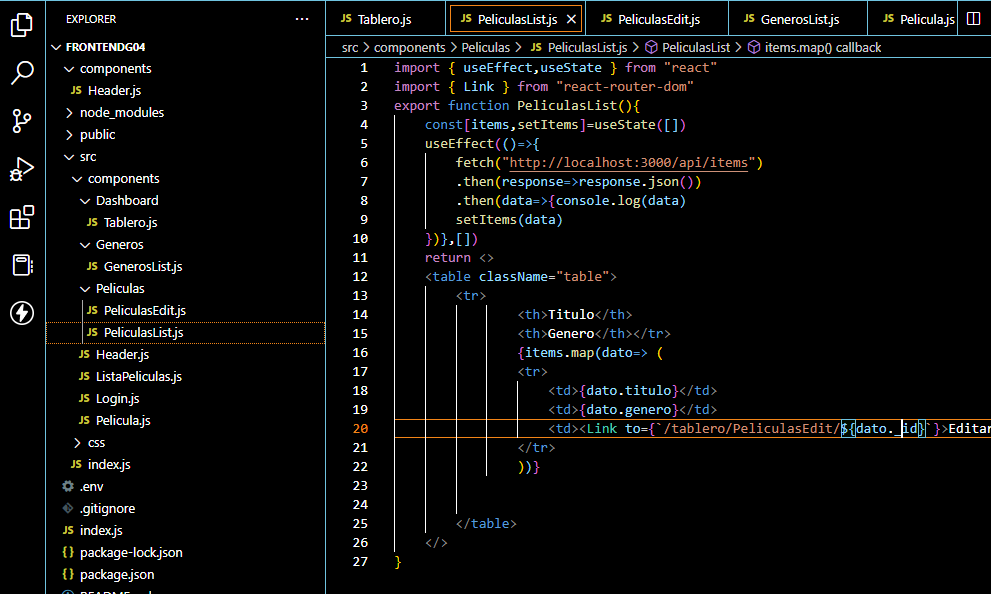 EXPLORER ...
FRONTENDG04
components
JS Header.js
node_modules
public
src
components
Dashboard
JS Tablero.js
Generos
JS GenerosList.js
Peliculas
JS PeliculasEdit.js
JS PeliculasList.js
JS Header.js
JS ListaPeliculas.js
JS Login.js
JS Pelicula.js
css
JS index.js
.env
.gitignore
JS index.js
{} package-lock.json
{} package.json
JS Tablero.js JS PeliculasList.js × JS PeliculasEdit.js JS GenerosList.js JS Pelicula.js
src > components > Peliculas > JS PeliculasList.js > PeliculasList > items.map() callback
1 import { useEffect,useState } from "react"
2 import { Link } from "react-router-dom"
3 export function PeliculasList(){
4 const[items,setItems]=useState([])
5 useEffect(()=>{
6 fetch("http://localhost:3000/api/items")
7 .then(response=>response.json())
8 .then(data=>{console.log(data)
9 setItems(data)
10 })},[])
11 return <>
12 <table className="table">
13 <tr>
14 <th>Titulo</th>
15 <th>Genero</th></tr>
16 {items.map(dato=> (
17 <tr>
18 <td>{dato.titulo}</td>
19 <td>{dato.genero}</td>
20 <td><Link to={`/tablero/PeliculasEdit/${dato._id}`}>Editar
21 </tr>
22 ))}
23
24
25 </table>
26 </>
27 }